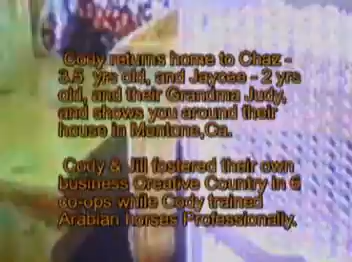 Cody returns home to Chaz -
3.5 yrs old, and Jaycee - 2 yrs
old, and their Grandma Judy,
and shows you around their
house in Mentone,Ca.
Cody & Jill fostered their own
business Creative Country in 6
co-ops while Cody trained
Arabian horses Professionally.